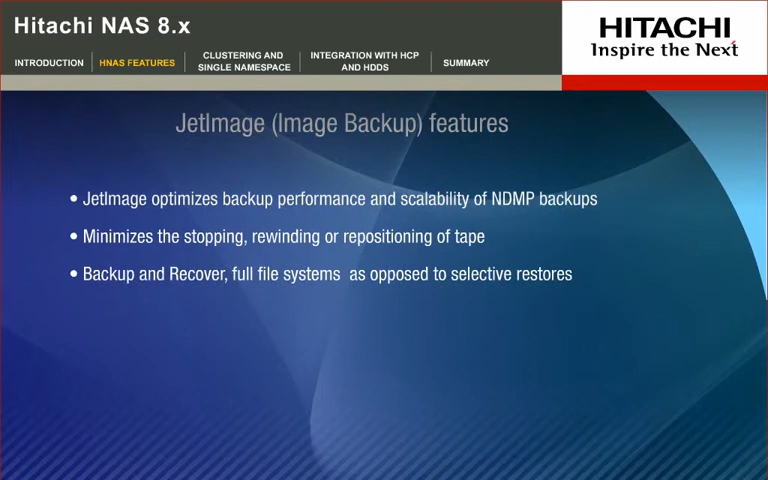 Hitachi NAS 8.x
HITACHI
Inspire the Next
INTRODUCTION
HNAS FEATURES
CLUSTERING AND
SINGLE NAMESPACE
INTEGRATION WITH HCP
AND HDDS
SUMMARY
JetImage (Image Backup) features
• JetImage optimizes backup performance and scalability of NDMP backups
• Minimizes the stopping, rewinding or repositioning of tape
• Backup and Recover, full file systems as opposed to selective restores